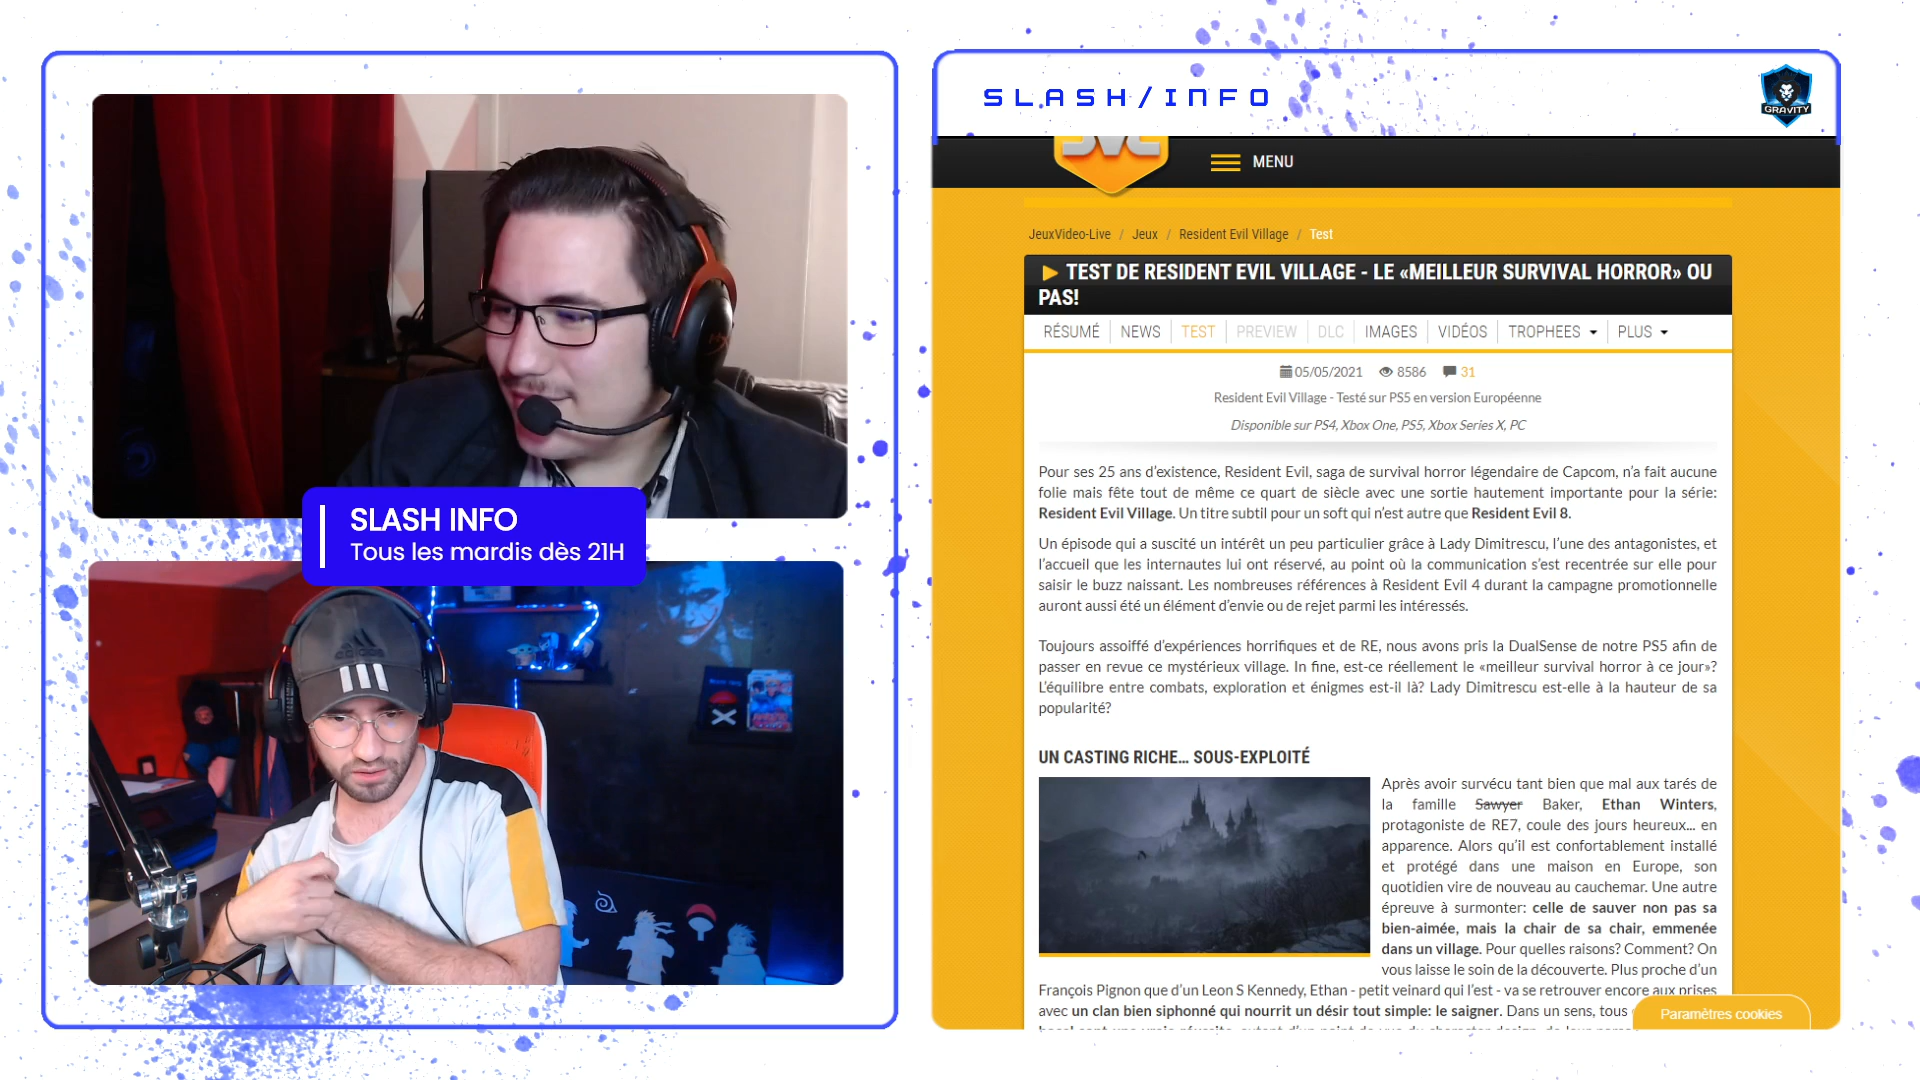 SLASH INFO
Tous les mardis dès 21H
SLASH/INFO
GRAVITY
MENU
JeuxVideo-Live / Jeux / Resident Evil Village / Test
TEST DE RESIDENT EVIL VILLAGE - LE «MEILLEUR SURVIVAL HORROR» OU
PAS!
RÉSUMÉ NEWS TEST PREVIEW DLC IMAGES VIDÉOS TROPHEES PLUS
05/05/2021 8586 31
Resident Evil Village - Testé sur PS5 en version Européenne
Disponible sur PS4, Xbox One, PS5, Xbox Series X, PC
Pour ses 25 ans d'existence, Resident Evil, saga de survival horror légendaire de Capcom, n'a fait aucune
folie mais fête tout de même ce quart de siècle avec une sortie hautement importante pour la série:
Resident Evil Village. Un titre subtil pour un soft qui n'est autre que Resident Evil 8.
Un épisode qui a suscité un intérêt un peu particulier grâce à Lady Dimitrescu, l'une des antagonistes, et
l'accueil que les internautes lui ont réservé, au point où la communication s'est recentrée sur elle pour
saisir le buzz naissant. Les nombreuses références à Resident Evil 4 durant la campagne promotionnelle
auront aussi été un élément d'envie ou de rejet parmi les intéressés.
Toujours assoiffé d'expériences horrifiques et de RE, nous avons pris la DualSense de notre PS5 afin de
passer en revue ce mystérieux village. In fine, est-ce réellement le «meilleur survival horror à ce jour»?
L'équilibre entre combats, exploration et énigmes est-il là? Lady Dimitrescu est-elle à la hauteur de sa
popularité?
UN CASTING RICHE... SOUS-EXPLOITÉ
Après avoir survécu tant bien que mal aux tarés de
la famille Sawyer Baker, Ethan Winters,
protagoniste de RE7, coule des jours heureux... en
apparence. Alors qu'il est confortablement installé
et protégé dans une maison en Europe, son
quotidien vire de nouveau au cauchemar. Une autre
épreuve à surmonter: celle de sauver non pas sa
bien-aimée, mais la chair de sa chair, emmenée
dans un village. Pour quelles raisons? Comment? On
vous laisse le soin de la découverte. Plus proche d'un
François Pignon que d'un Leon S Kennedy, Ethan - petit veinard qui l'est - va se retrouver encore aux prises
avec un clan bien siphonné qui nourrit un désir tout simple: le saigner. Dans un sens, tous
Paramètres cookies